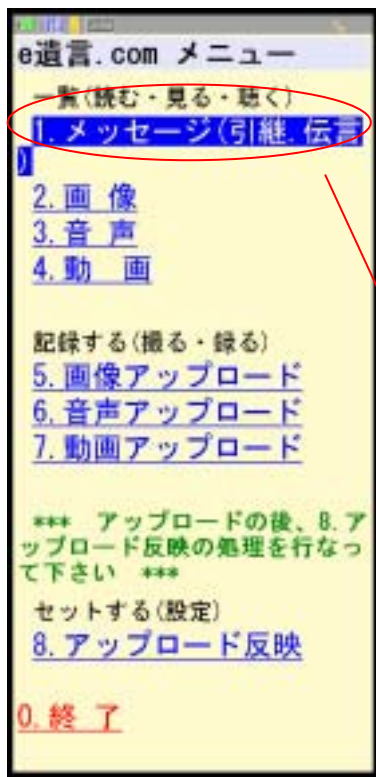 e遺言.com メニュー
一覧(読む・見る・聴く)
1.メッセージ(引継.伝言
)
2.画 像
3.音 声
4.動 画
記録する(撮る・録る)
5.画像アップロード
6.音声アップロード
7.動画アップロード
*** アップロードの後、8.ア
ップロード反映の処理を行なっ
て下さい ***
セットする(設定)
8.アップロード反映
0.終 了